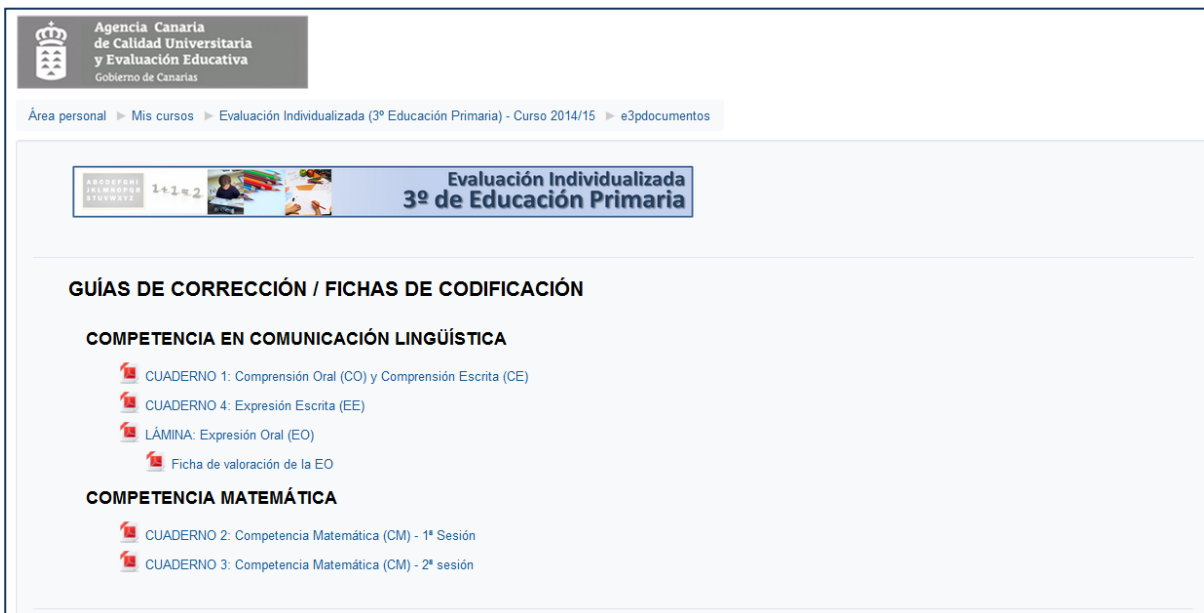 Agencia Canaria
de Calidad Universitaria
y Evaluación Educativa
Gobierno de Canarias
Área personal ► Mis cursos ► Evaluación Individualizada (3º Educación Primaria) - Curso 2014/15 ► e3pdocumentos
ABCDEFGHI
JKLMNOPQR
STUVWXYZ
1+1=2
Evaluación Individualizada
3º de Educación Primaria
GUÍAS DE CORRECCIÓN / FICHAS DE CODIFICACIÓN
COMPETENCIA EN COMUNICACIÓN LINGÜÍSTICA
CUADERNO 1: Comprensión Oral (CO) y Comprensión Escrita (CE)
CUADERNO 4: Expresión Escrita (EE)
LÁMINA: Expresión Oral (EO)
Ficha de valoración de la EO
COMPETENCIA MATEMÁTICA
CUADERNO 2: Competencia Matemática (CM) - 1ª Sesión
CUADERNO 3: Competencia Matemática (CM) - 2ª sesión